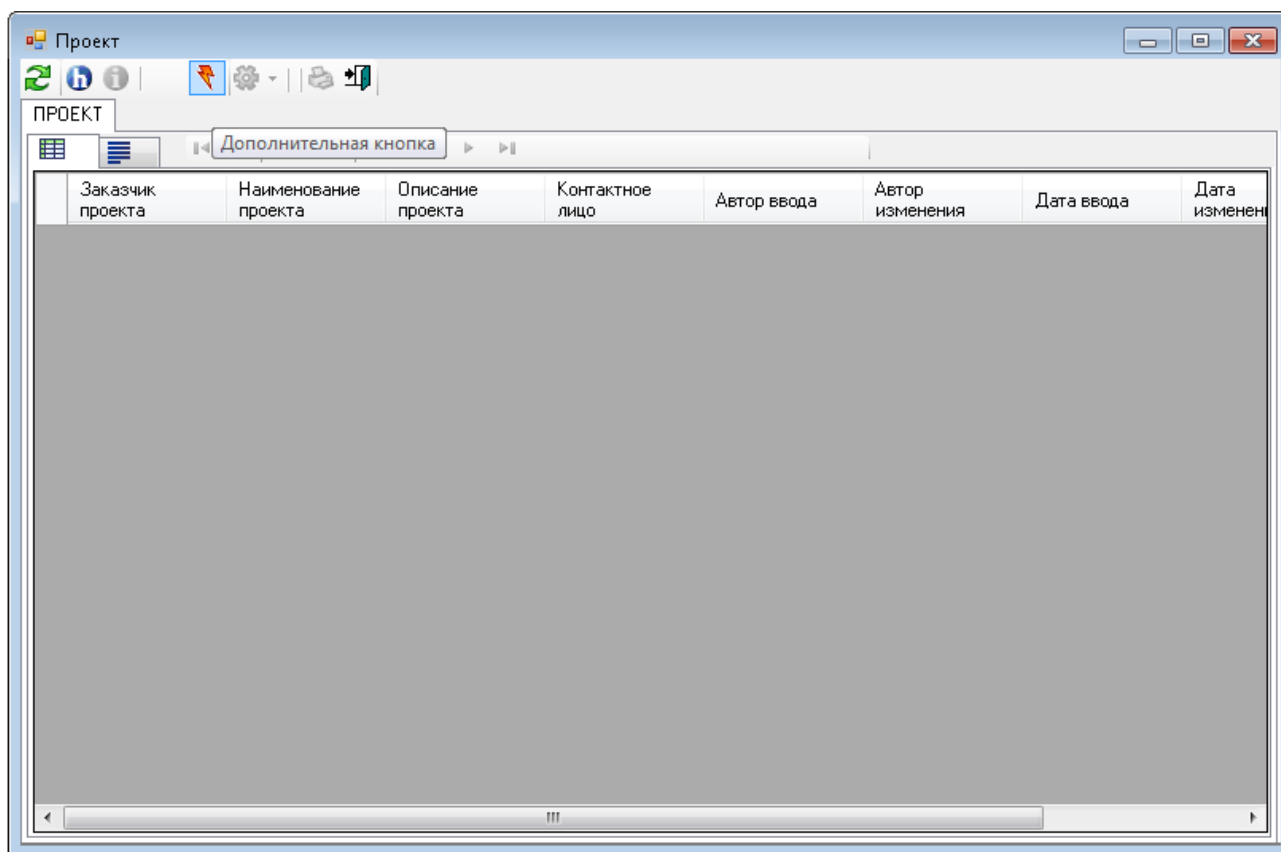 Проект
h i
ПРОЕКТ
Дополнительная кнопка
Заказчик проекта
Наименование проекта
Описание проекта
Контактное лицо
Автор ввода
Автор изменения
Дата ввода
Дата изменен